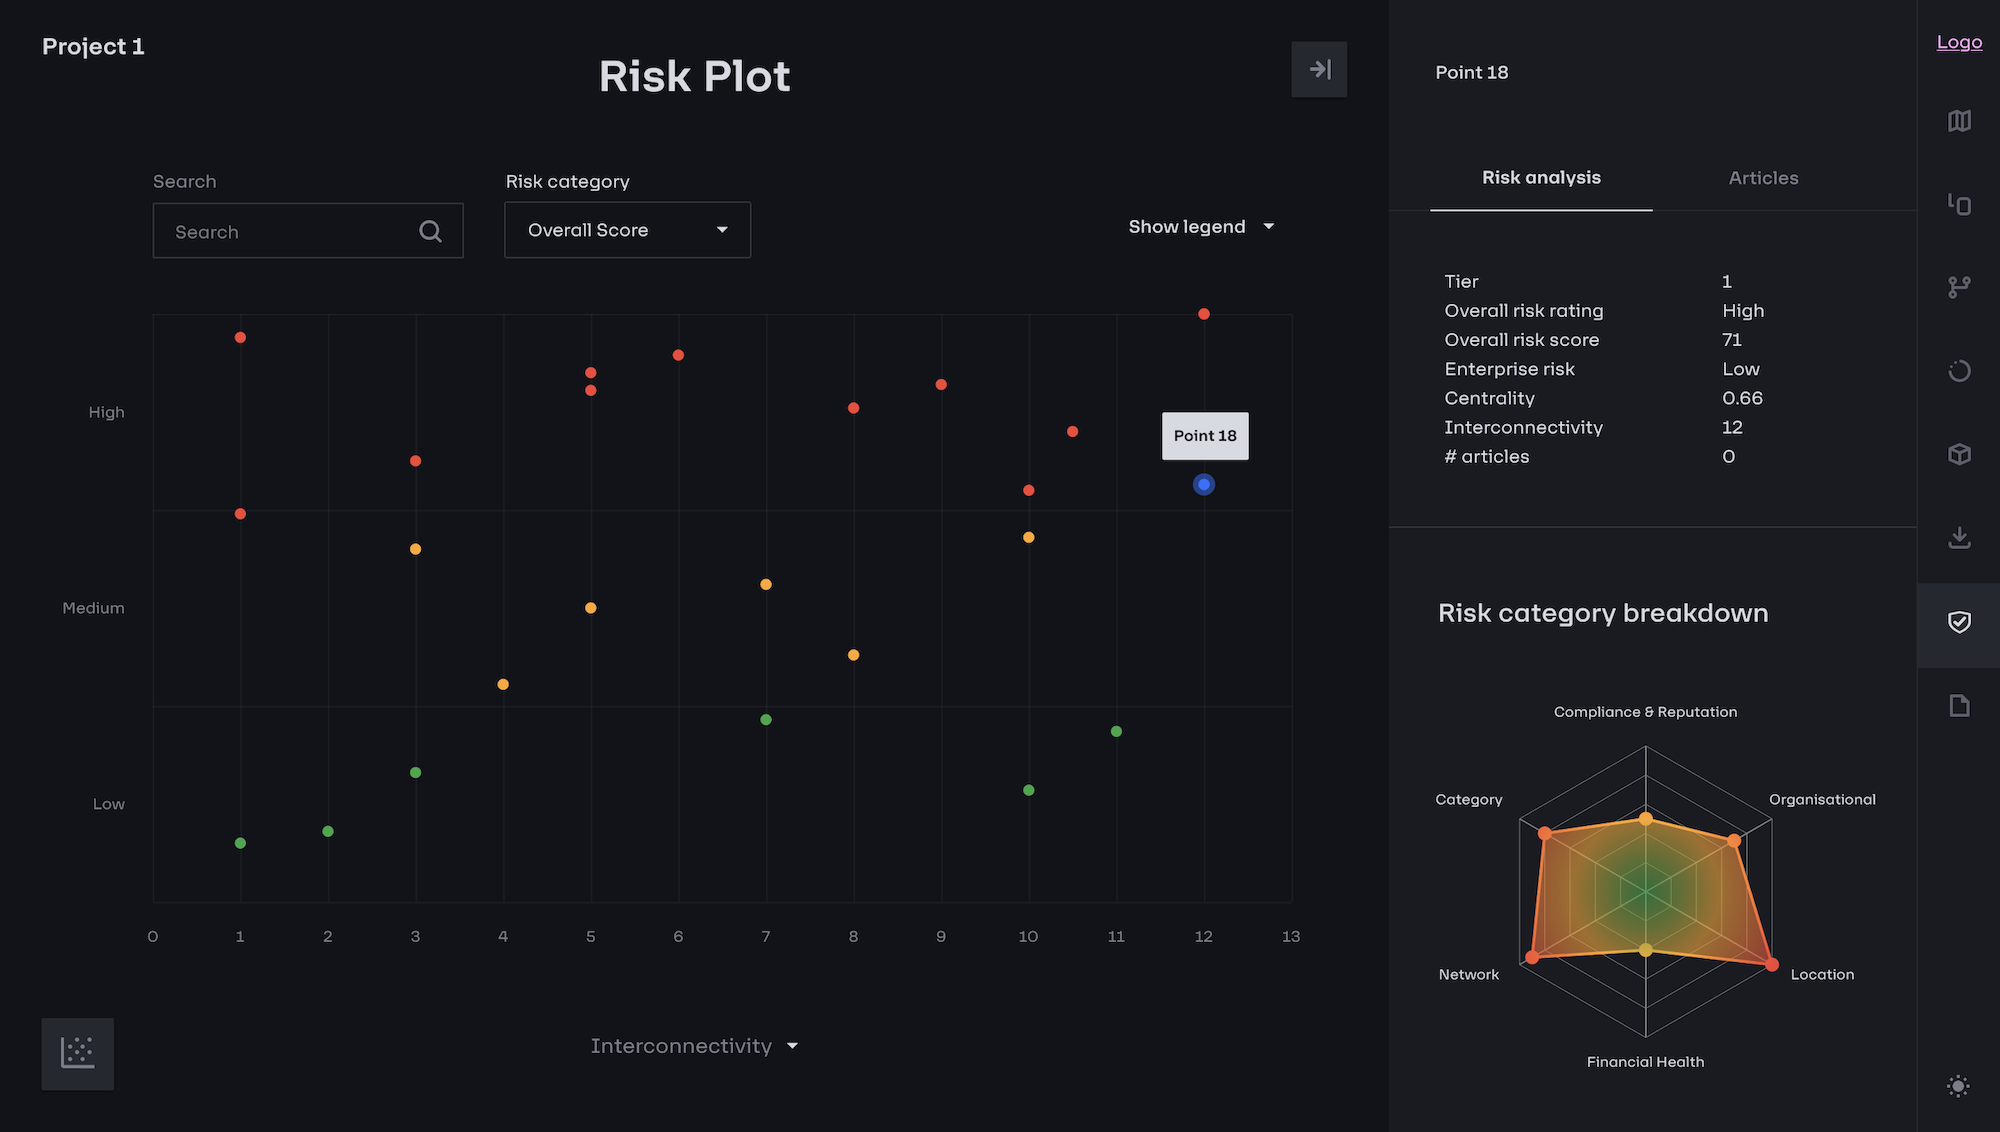 Project 1
Risk Plot
Search
Risk category
Search
Overall Score
Show legend
High
Medium
Low
Point 18
0 1 2 3 4 5 6 7 8 9 10 11 12 13
Interconnectivity
Point 18
Risk analysis Articles
Tier 1
Overall risk rating High
Overall risk score 71
Enterprise risk Low
Centrality 0.66
Interconnectivity 12
# articles 0
Risk category breakdown
Compliance & Reputation
Category
Organisational
Network
Location
Financial Health
Logo